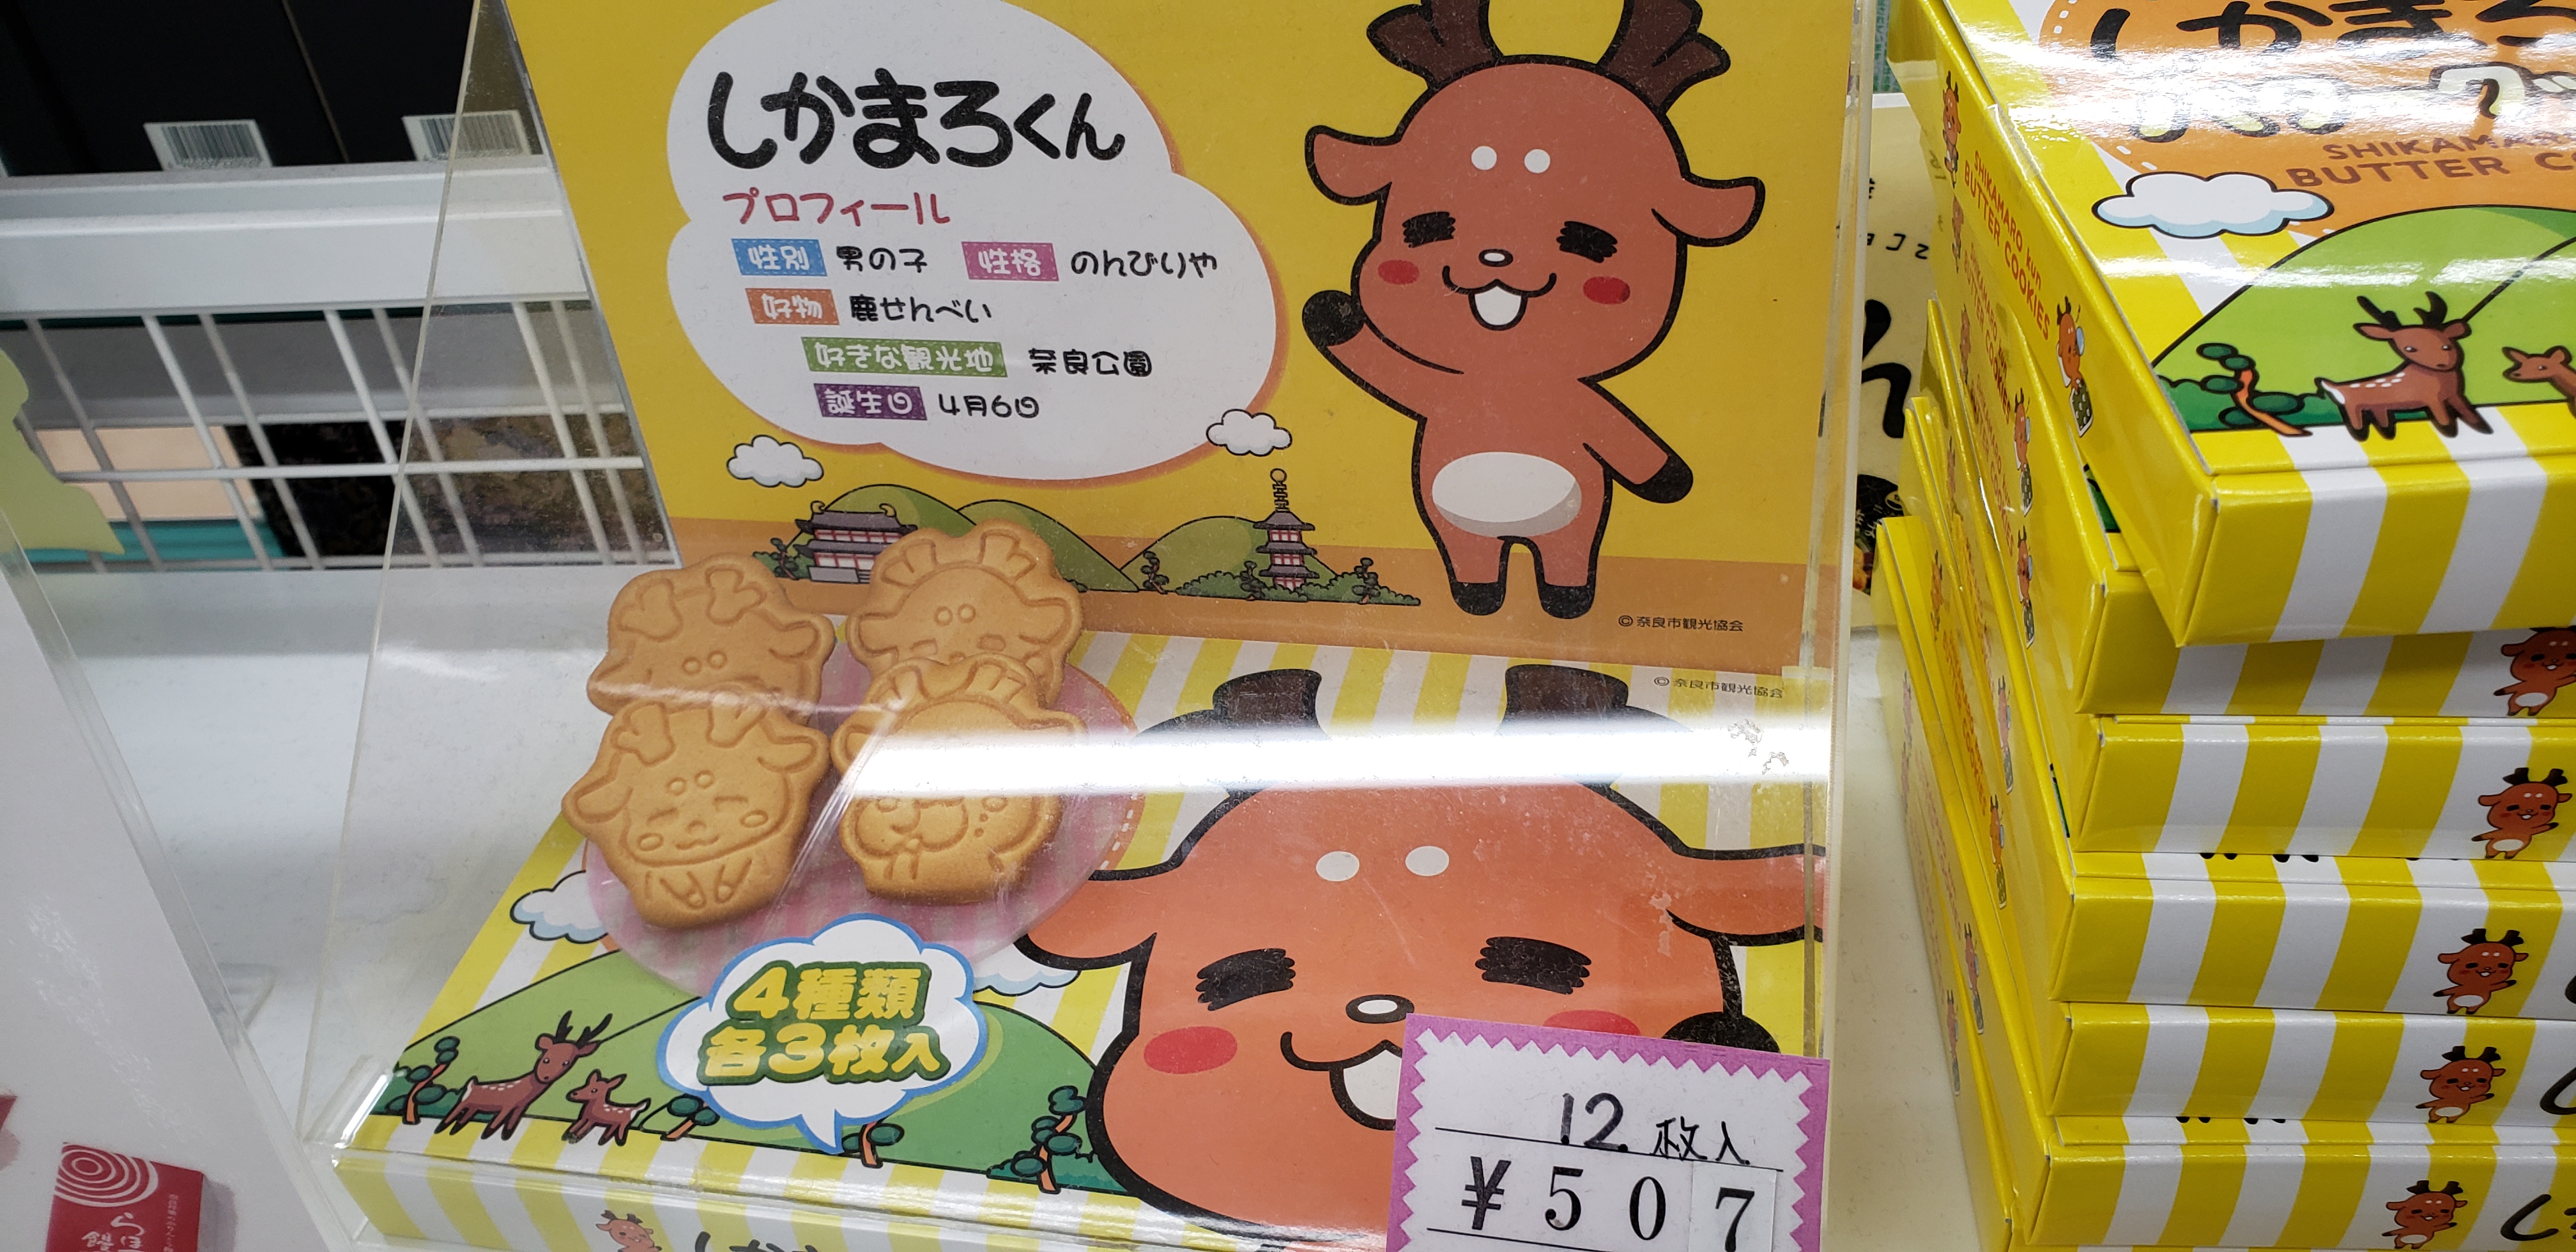 しかまろくん
プロフィール
性別 男の子 性格 のんびりや
好物 鹿せんべい
好きな観光地 奈良公園
誕生日 4月6日
©奈良市観光協会
©奈良市観光協会
4種類
各3枚入
12枚入
¥507
しかまろ
SHIKAMARO
BUTTER C
SHIKAMARO KUN
BUTTER COOKIES